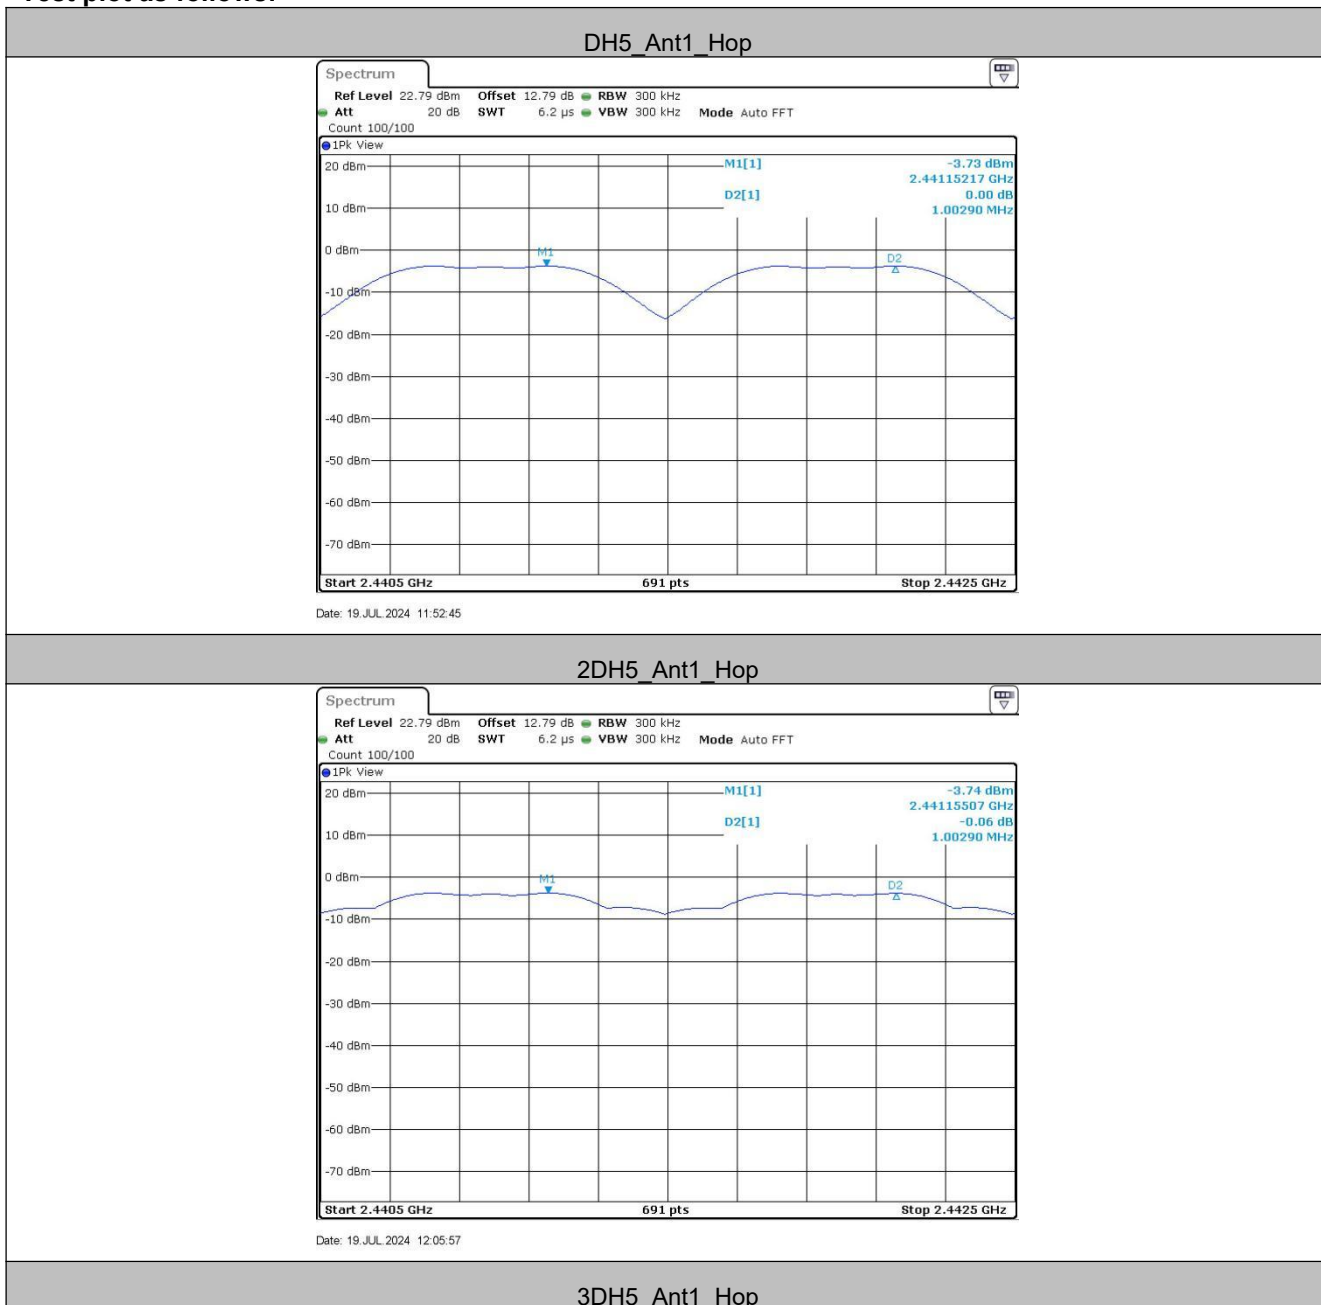 Test plot as follows:
DH5_Ant1_Hop
Spectrum
Ref Level 22.79 dBm Offset 12.79 dB RBW 300 kHz
Att 20 dB SWT 6.2 µs VBW 300 kHz Mode Auto FFT
Count 100/100
1Pk View
M1[1] -3.73 dBm
2.44115217 GHz
D2[1] 0.00 dB
1.00290 MHz
20 dBm
10 dBm
0 dBm
M1
D2
-10 dBm
-20 dBm
-30 dBm
-40 dBm
-50 dBm
-60 dBm
-70 dBm
Start 2.4405 GHz 691 pts Stop 2.4425 GHz
Date: 19.JUL.2024 11:52:45
2DH5_Ant1_Hop
Spectrum
Ref Level 22.79 dBm Offset 12.79 dB RBW 300 kHz
Att 20 dB SWT 6.2 µs VBW 300 kHz Mode Auto FFT
Count 100/100
1Pk View
M1[1] -3.74 dBm
2.44115507 GHz
D2[1] -0.06 dB
1.00290 MHz
20 dBm
10 dBm
0 dBm
M1
D2
-10 dBm
-20 dBm
-30 dBm
-40 dBm
-50 dBm
-60 dBm
-70 dBm
Start 2.4405 GHz 691 pts Stop 2.4425 GHz
Date: 19.JUL.2024 12:05:57
3DH5_Ant1_Hop